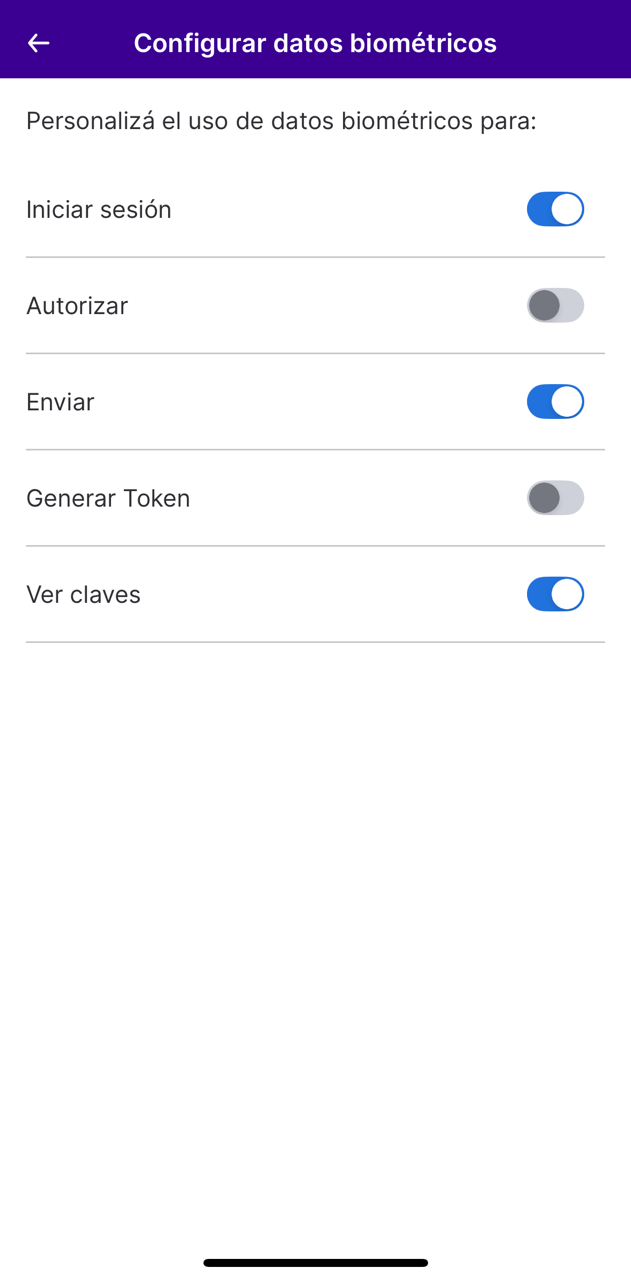 Configurar datos biométricos
Personalizá el uso de datos biométricos para:
Iniciar sesión
Autorizar
Enviar
Generar Token
Ver claves